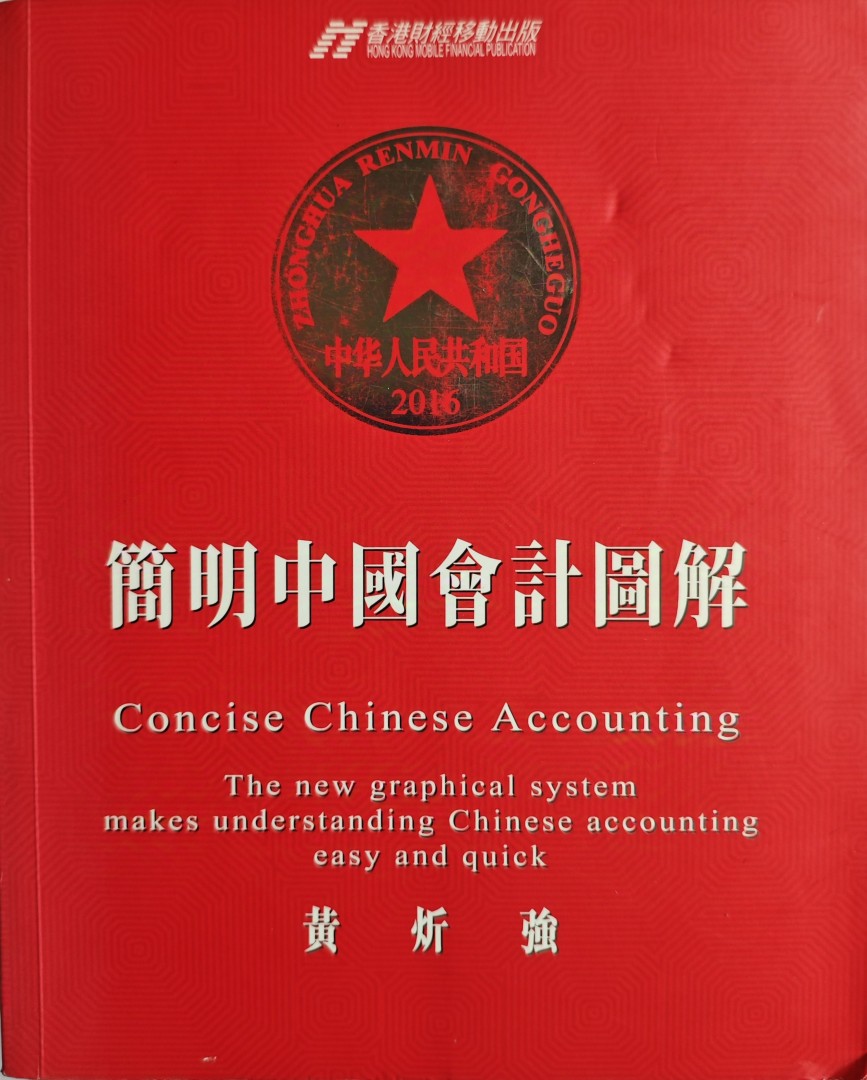 香港財經移動出版
HONG KONG MOBILE FINANCIAL PUBLICATION
ZHONGHUA RENMIN GONGHEGUO
中华人民共和国
2016
簡明中國會計圖解
Concise Chinese Accounting
The new graphical system
makes understanding Chinese accounting
easy and quick
黃炘強